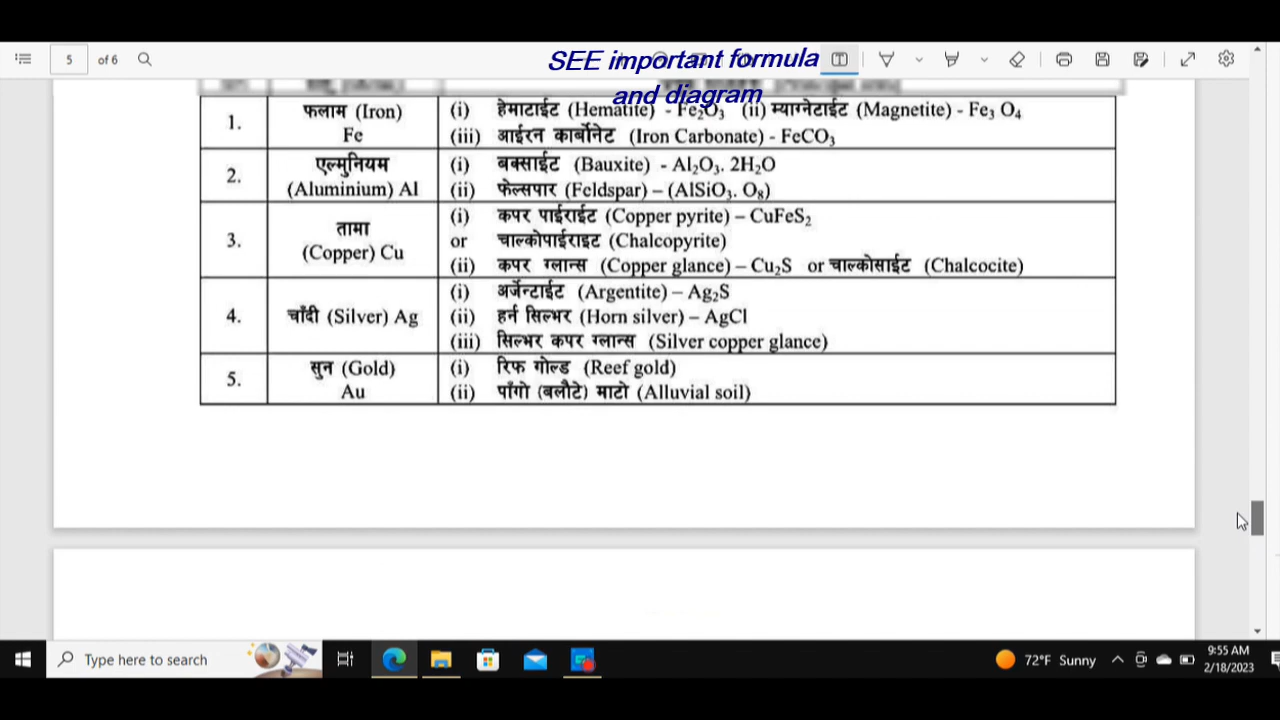 5 of 6
SEE important formula
and diagram
1. फलाम (Iron) Fe (i) हेमाटाईट (Hematite) - Fe₂O₃ (ii) म्याग्नेटाईट (Magnetite) - Fe₃ O₄
(iii) आईरन कार्बोनेट (Iron Carbonate) - FeCO₃
2. एल्मुनियम (Aluminium) Al (i) बक्साईट (Bauxite) - Al₂O₃. 2H₂O
(ii) फेल्सपार (Feldspar) – (AlSiO₃. O₈)
3. तामा (Copper) Cu (i) कपर पाईराईट (Copper pyrite) – CuFeS₂
or चाल्कोपाईराइट (Chalcopyrite)
(ii) कपर ग्लान्स (Copper glance) – Cu₂S or चाल्कोसाईट (Chalcocite)
4. चाँदी (Silver) Ag (i) अर्जेन्टाईट (Argentite) – Ag₂S
(ii) हर्न सिल्भर (Horn silver) – AgCl
(iii) सिल्भर कपर ग्लान्स (Silver copper glance)
5. सुन (Gold) Au (i) रिफ गोल्ड (Reef gold)
(ii) पाँगो (बलौटे) माटो (Alluvial soil)
Type here to search
72°F Sunny
9:55 AM
2/18/2023